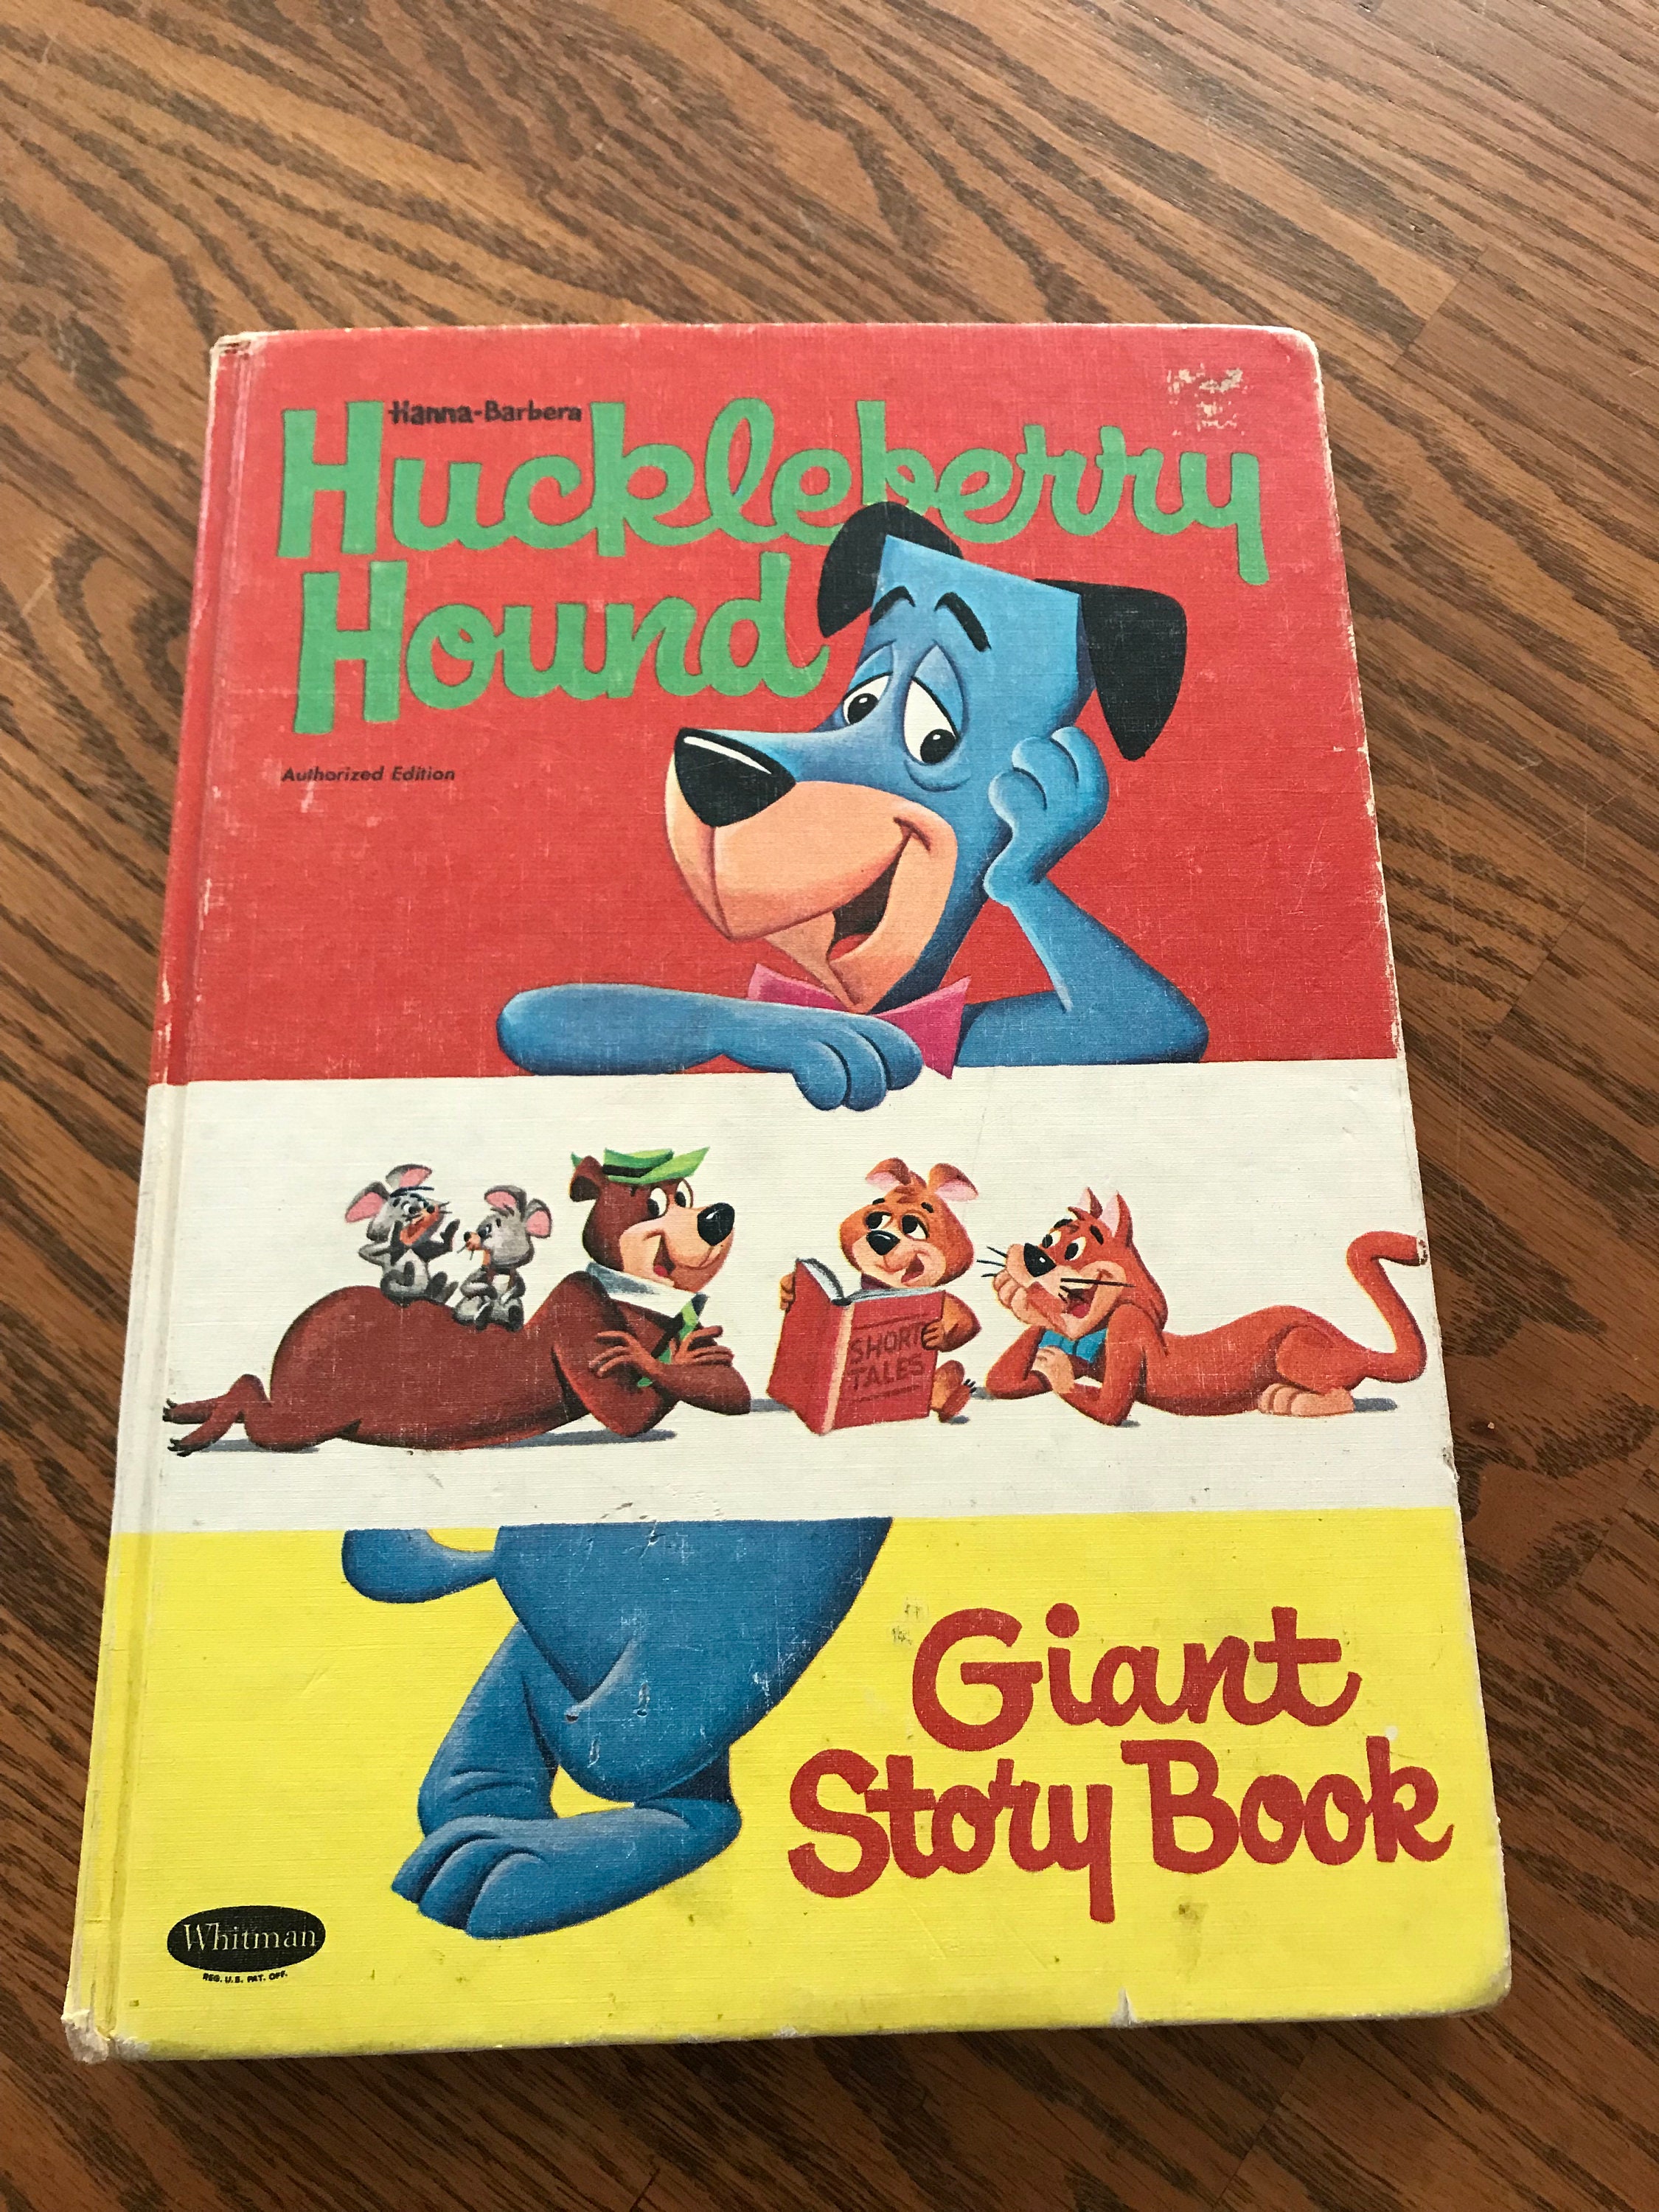 Hanna-Barbera
Huckleberry
Hound
Authorized Edition
SHORT
TALES
Giant
Story Book
Whitman
REG. U.S. PAT. OFF.